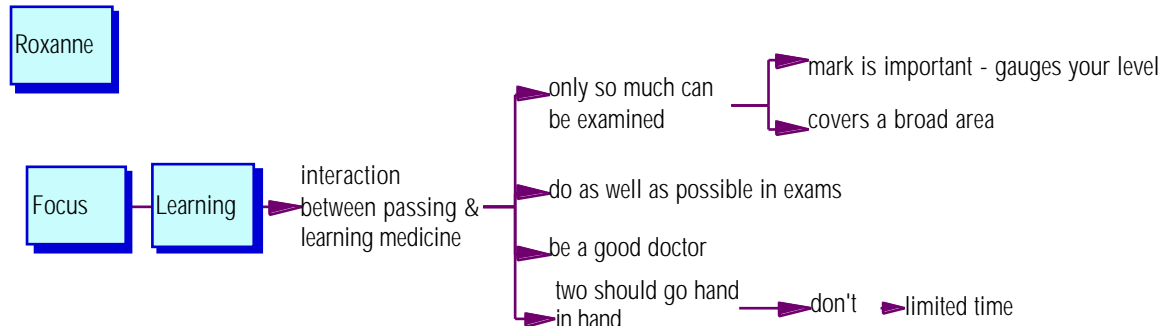 Roxanne
mark is important - gauges your level
only so much can
be examined
covers a broad area
interaction
between passing &
learning medicine
Focus
Learning
do as well as possible in exams
be a good doctor
two should go hand
in hand
don't
limited time